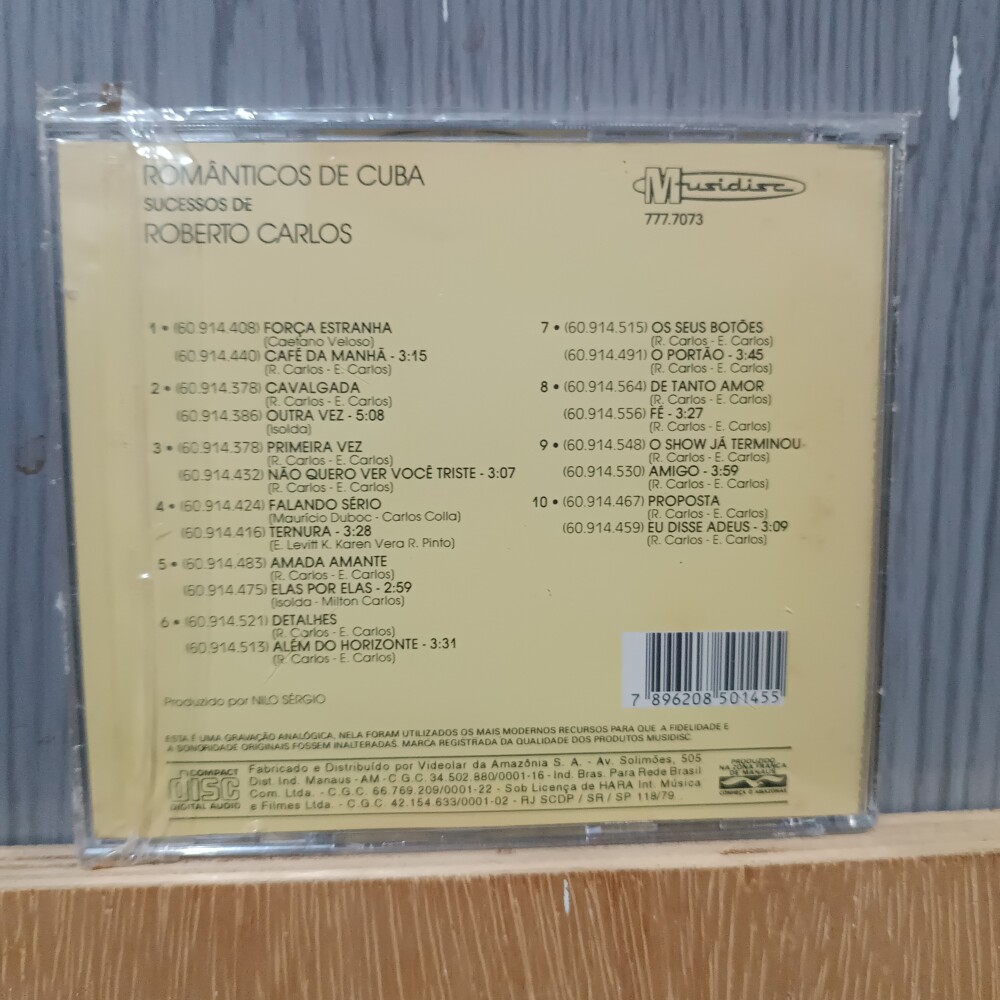 ROMÂNTICOS DE CUBA
SUCESSOS DE
ROBERTO CARLOS
Musidisc
777.7073
1 • (60.914.408) FORÇA ESTRANHA
(Caetano Veloso)
(60.914.440) CAFÉ DA MANHÃ - 3:15
(R. Carlos - E. Carlos)
2 • (60.914.378) CAVALGADA
(R. Carlos - E. Carlos)
(60.914.386) OUTRA VEZ - 5:08
(Isolda)
3 • (60.914.378) PRIMEIRA VEZ
(R. Carlos - E. Carlos)
(60.914.432) NÃO QUERO VER VOCÊ TRISTE - 3:07
(R. Carlos - E. Carlos)
4 • (60.914.424) FALANDO SÉRIO
(Maurício Duboc - Carlos Colla)
(60.914.416) TERNURA - 3:28
(E. Levitt K. Karen Vera R. Pinto)
5 • (60.914.483) AMADA AMANTE
(R. Carlos - E. Carlos)
(60.914.475) ELAS POR ELAS - 2:59
(Isolda - Milton Carlos)
6 • (60.914.521) DETALHES
(R. Carlos - E. Carlos)
(60.914.513) ALÉM DO HORIZONTE - 3:31
(R. Carlos - E. Carlos)
7 • (60.914.515) OS SEUS BOTÕES
(R. Carlos - E. Carlos)
(60.914.491) O PORTÃO - 3:45
(R. Carlos - E. Carlos)
8 • (60.914.564) DE TANTO AMOR
(R. Carlos - E. Carlos)
(60.914.556) FÉ - 3:27
(R. Carlos - E. Carlos)
9 • (60.914.548) O SHOW JÁ TERMINOU
(R. Carlos - E. Carlos)
(60.914.530) AMIGO - 3:59
(R. Carlos - E. Carlos)
10 • (60.914.467) PROPOSTA
(R. Carlos - E. Carlos)
(60.914.459) EU DISSE ADEUS - 3:09
(R. Carlos - E. Carlos)
Produzido por NILO SÉRGIO
7 896208 501455
ESTA É UMA GRAVAÇÃO ANALÓGICA. NELA FORAM UTILIZADOS OS MAIS MODERNOS RECURSOS PARA QUE A FIDELIDADE E
A SONORIDADE ORIGINAIS FOSSEM INALTERADAS. MARCA REGISTRADA DA QUALIDADE DOS PRODUTOS MUSIDISC.
COMPACT
disc
DIGITAL AUDIO
Fabricado e Distribuído por Videolar da Amazônia S. A. - Av. Solimões, 505
Dist. Ind. Manaus - AM - C.G.C. 34.502.880/0001-16 - Ind. Bras. Para Rede Brasil
Com. Ltda. - C.G.C. 66.769.209/0001-22 - Sob Licença de HARA Int. Música
e Filmes Ltda. - C.G.C. 42.154.633/0001-02 - RJ SCDP / SR / SP 118/79
PRODUZIDO
NA ZONA FRANCA
DE MANAUS
CONHEÇA O AMAZONAS